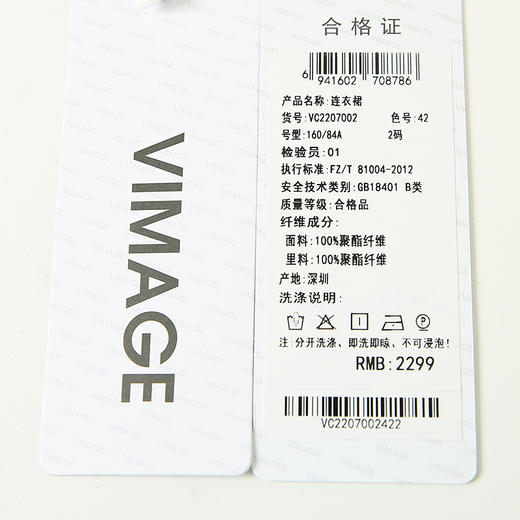 VIMAGE
合格证
6 941602 708786
产品名称:连衣裙
货号:VC2207002 色号:42
号型:160/84A 2码
检验员:01
执行标准:FZ/T 81004-2012
安全技术类别:GB18401 B类
质量等级:合格品
纤维成分:
面料:100%聚酯纤维
里料:100%聚酯纤维
产地:深圳
洗涤说明:
注:分开洗涤、即洗即晾、不可浸泡!
RMB:2299
VC2207002422